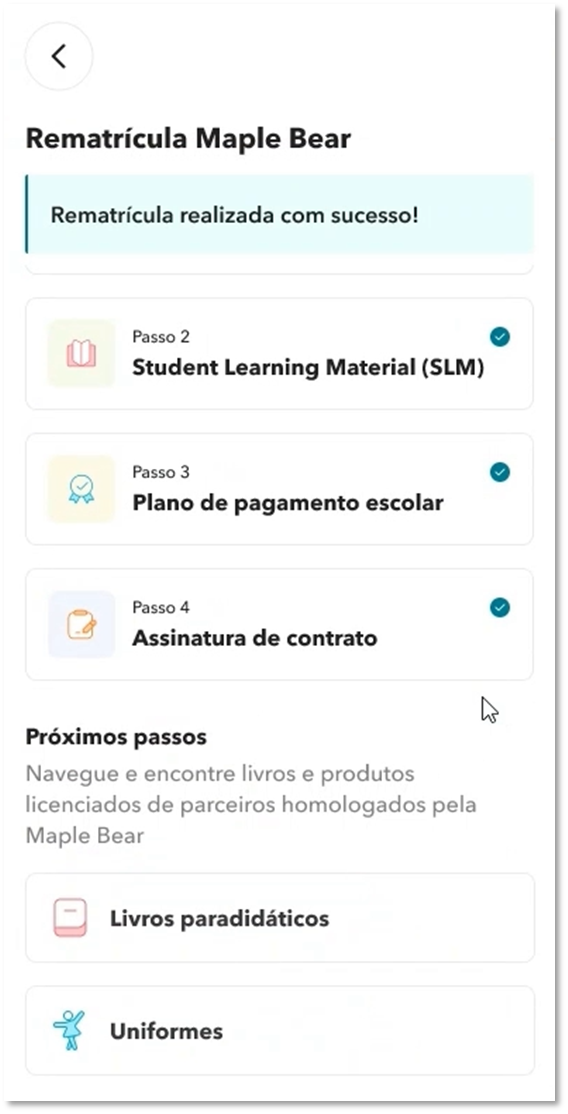 Rematrícula Maple Bear
Rematrícula realizada com sucesso!
Passo 2
Student Learning Material (SLM)
Passo 3
Plano de pagamento escolar
Passo 4
Assinatura de contrato
Próximos passos
Navegue e encontre livros e produtos
licenciados de parceiros homologados pela
Maple Bear
Livros paradidáticos
Uniformes